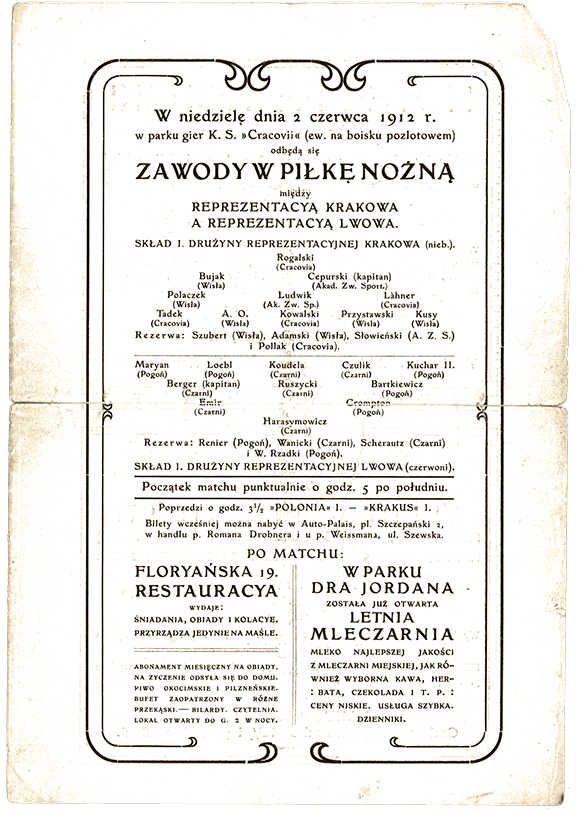 W niedzielę dnia 2 czerwca 1912 r.
w parku gier K. S. »Cracovii« (ew. na boisku pozlotowem)
odbędą się
ZAWODY W PIŁKĘ NOŻNĄ
między
REPREZENTACYĄ KRAKOWA
A REPREZENTACYĄ LWOWA.
SKŁAD I. DRUŻYNY REPREZENTACYJNEJ KRAKOWA (nieb.).
Rogalski
(Cracovia)
Bujak Cepurski (kapitan)
(Wisła) (Akad. Zw. Sport.)
Polaczek Ludwik Lähner
(Wisła) (Ak. Zw. Sp.) (Cracovia)
Tadek A. O. Kowalski Przystawski Kusy
(Cracovia) (Wisła) (Cracovia) (Wisła) (Wisła)
Rezerwa: Szubert (Wisła), Adamski (Wisła), Słowieński (A. Z. S.)
i Pollak (Cracovia).
Maryan Loebl Koudela Czulik Kuchar II.
(Pogoń) (Pogoń) (Czarni) (Czarni) (Pogoń)
Berger (kapitan) Ruszycki Bartkiewicz
(Czarni) (Czarni) (Pogoń)
Emir Crompton
(Czarni) (Pogoń)
Harasymowicz
(Czarni)
Rezerwa: Renier (Pogoń), Wanicki (Czarni), Scherautz (Czarni)
i W. Rzadki (Pogoń).
SKŁAD I. DRUŻYNY REPREZENTACYJNEJ LWOWA (czerwoni).
Początek matchu punktualnie o godz. 5 po południu.
Poprzedzi o godz. 3½ »POLONIA« I. — »KRAKUS« I.
Bilety wcześniej można nabyć w Auto-Palais, pl. Szczepański 2,
w handlu p. Romana Drobnera i u p. Weissmana, ul. Szewska.
PO MATCHU:
FLORYAŃSKA 19.
RESTAURACYA
WYDAJE:
ŚNIADANIA, OBIADY I KOLACYE.
PRZYRZĄDZA JEDYNIE NA MAŚLE.
ABONAMENT MIESIĘCZNY NA OBIADY.
NA ŻYCZENIE ODSYŁA SIĘ DO DOMU.
PIWO OKOCIMSKIE I PILZNEŃSKIE.
BUFET ZAOPATRZONY W RÓŻNE
PRZEKĄSKI. — BILARDY. CZYTELNIA.
LOKAL OTWARTY DO G. 2 W NOCY.
W PARKU
DRA JORDANA
ZOSTAŁA JUŻ OTWARTA
LETNIA
MLECZARNIA
MLEKO NAJLEPSZEJ JAKOŚCI
Z MLECZARNI MIEJSKIEJ, JAK RÓ-
WNIEŻ WYBORNA KAWA, HER-
: BATA, CZEKOLADA I T. P. :
CENY NISKIE. USŁUGA SZYBKA.
DZIENNIKI.